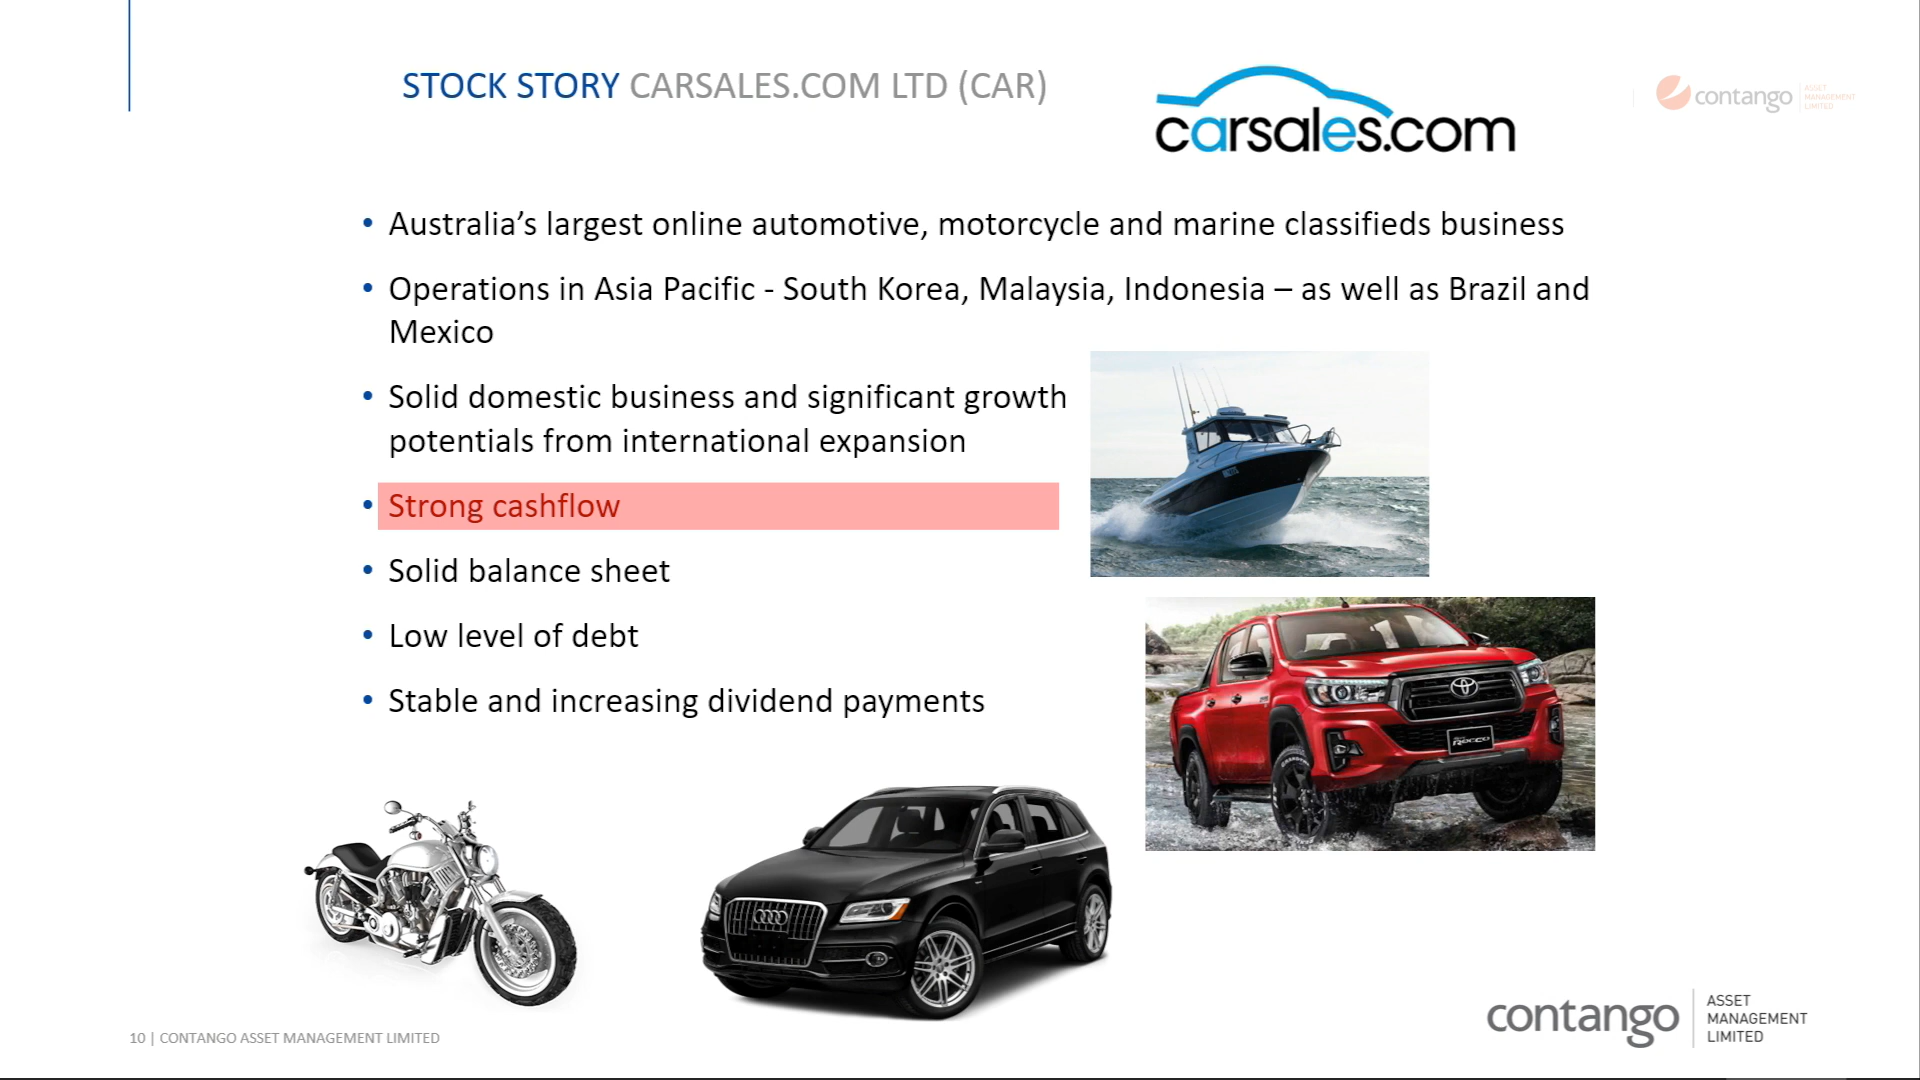 STOCK STORY CARSALES.COM LTD (CAR)
carsales.com
contango
ASSET
MANAGEMENT
LIMITED
• Australia’s largest online automotive, motorcycle and marine classifieds business
• Operations in Asia Pacific - South Korea, Malaysia, Indonesia – as well as Brazil and
Mexico
• Solid domestic business and significant growth
potentials from international expansion
• Strong cashflow
• Solid balance sheet
• Low level of debt
• Stable and increasing dividend payments
ROCCO
10 | CONTANGO ASSET MANAGEMENT LIMITED
contango
ASSET
MANAGEMENT
LIMITED